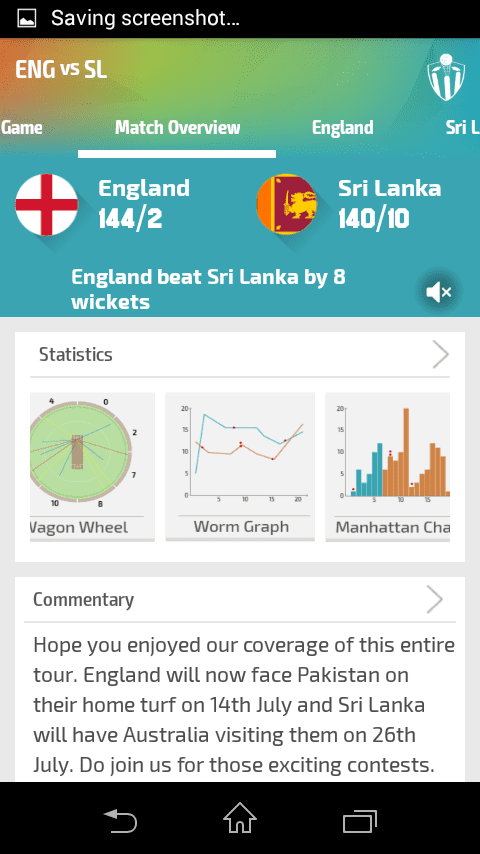 Saving screenshot...
ENG vs SL
Game Match Overview England Sri L
England Sri Lanka
144/2 140/10
England beat Sri Lanka by 8
wickets
Statistics
4 0 2 7 8 10
20 15 10 5 0 5 10 15 20
20 15 10 5 0 5 10 15
Wagon Wheel Worm Graph Manhattan Cha
Commentary
Hope you enjoyed our coverage of this entire
tour. England will now face Pakistan on
their home turf on 14th July and Sri Lanka
will have Australia visiting them on 26th
July. Do join us for those exciting contests.